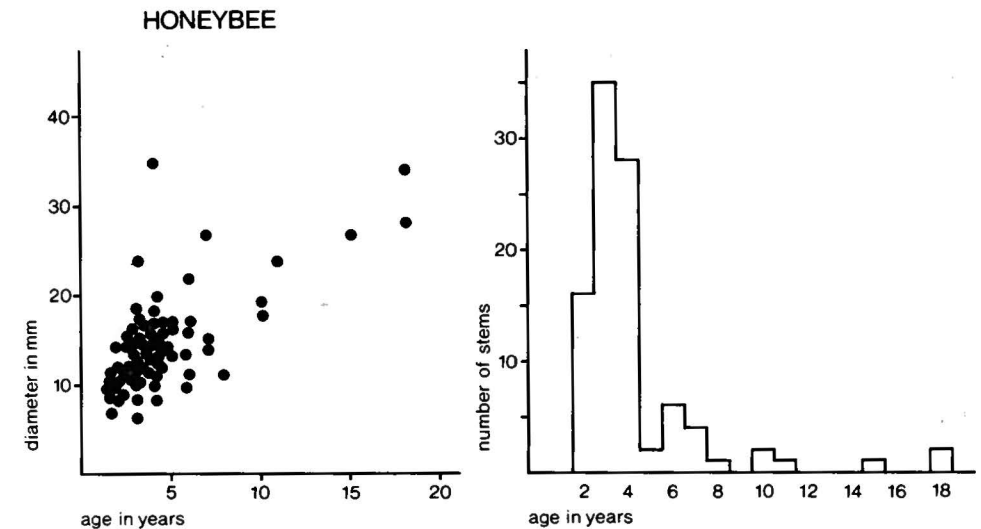 HONEYBEE
diameter in mm
40
30
20
10
5 10 15 20
age in years
number of stems
30
20
10
2 4 6 8 10 12 14 16 18
age in years